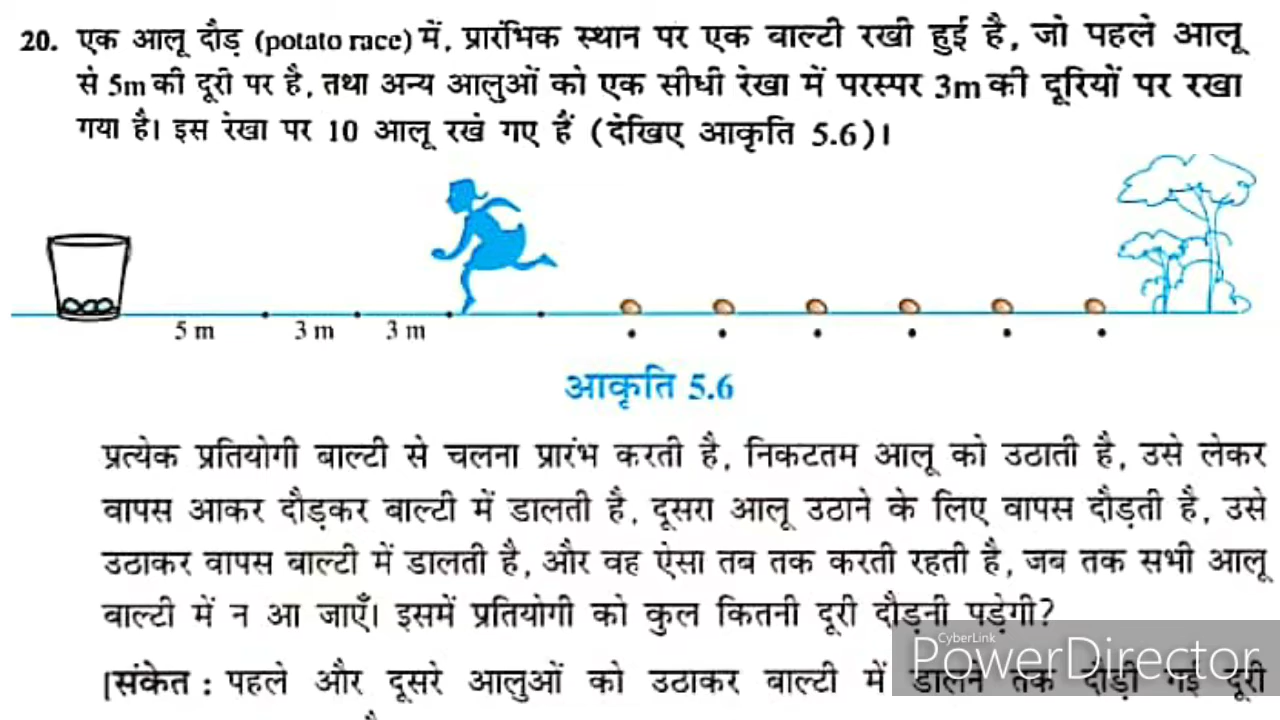 20. एक आलू दौड़ (potato race) में, प्रारंभिक स्थान पर एक बाल्टी रखी हुई है, जो पहले आलू
से 5m की दूरी पर है, तथा अन्य आलुओं को एक सीधी रेखा में परस्पर 3m की दूरियों पर रखा
गया है। इस रेखा पर 10 आलू रखे गए हैं (देखिए आकृति 5.6)।
5 m 3 m 3 m
आकृति 5.6
प्रत्येक प्रतियोगी बाल्टी से चलना प्रारंभ करती है, निकटतम आलू को उठाती है, उसे लेकर
वापस आकर दौड़कर बाल्टी में डालती है, दूसरा आलू उठाने के लिए वापस दौड़ती है, उसे
उठाकर वापस बाल्टी में डालती है, और वह ऐसा तब तक करती रहती है, जब तक सभी आलू
बाल्टी में न आ जाएँ। इसमें प्रतियोगी को कुल कितनी दूरी दौड़नी पड़ेगी?
CyberLink
PowerDirector
[संकेत : पहले और दूसरे आलुओं को उठाकर बाल्टी में डालने तक दौड़ी गई दूरी